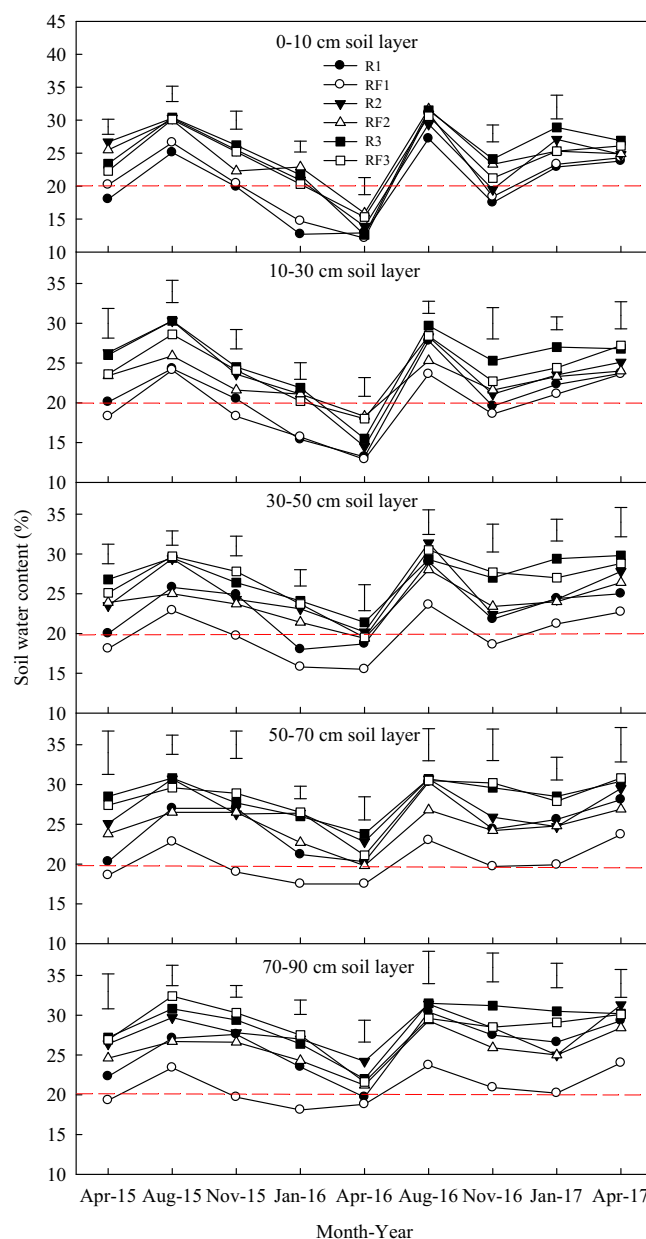 45
0-10 cm soil layer
40
R1
35
RF1
R2
30
RF2
25
R3
RF3
20
15
10
10-30 cm soil layer
35
30
25
20
15
10
30-50 cm soil layer
35
30
25
20
15
10
50-70 cm soil layer
35
30
25
20
15
10
70-90 cm soil layer
35
30
25
20
15
10
Soil water content (%)
Apr-15 Aug-15 Nov-15 Jan-16 Apr-16 Aug-16 Nov-16 Jan-17 Apr-17
Month-Year